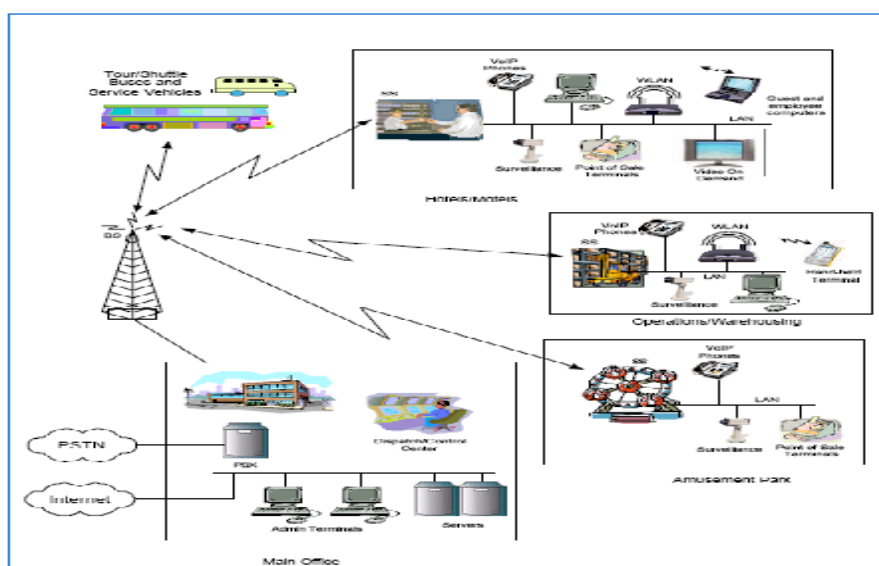 Tour/Shuttle
Buses and
Service Vehicles
BS
SS
VoIP
Phones
WLAN
Guest and
employee
computers
LAN
Surveillance
Point of Sale
Terminals
Video On
Demand
Hotels/Motels
VoIP
Phones
SS
WLAN
LAN
Hand-held
Terminal
Surveillance
Operations/Warehousing
SS
VoIP
Phones
LAN
Surveillance
Point of Sale
Terminals
Amusement Park
PSTN
Internet
PBX
Dispatch/Control
Center
Admin Terminals
Servers
Main Office